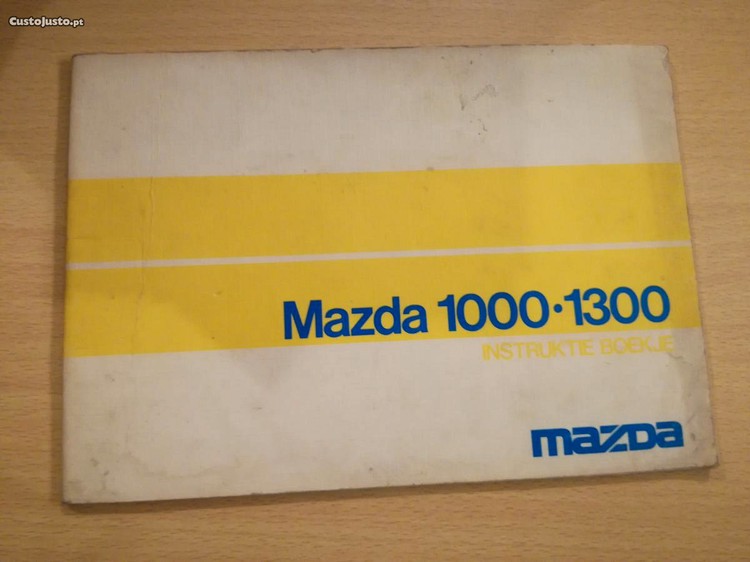 CustoJusto.pt
Mazda 1000·1300
INSTRUKTIE BOEKJE
mazda